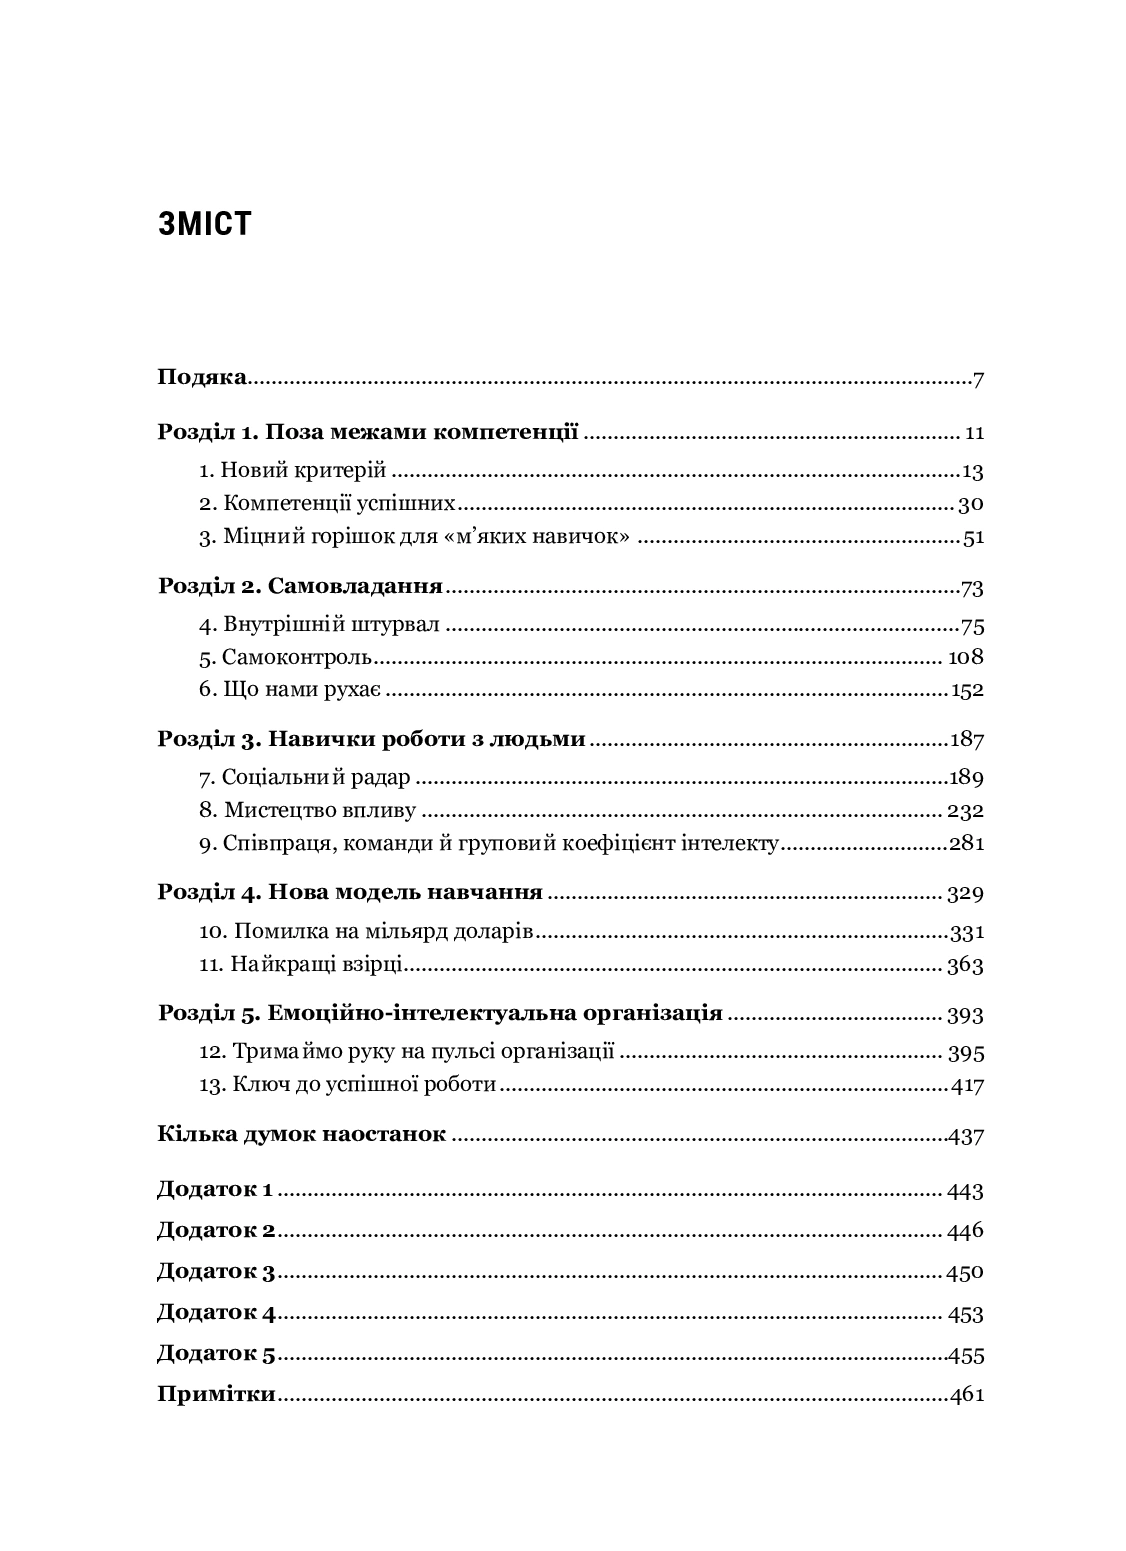 ЗМІСТ
Подяка........................7
Розділ 1. Поза межами компетенції ........................ 11
1. Новий критерій ........................13
2. Компетенції успішних........................ 30
3. Міцний горішок для «м’яких навичок» ........................51
Розділ 2. Самовладання........................73
4. Внутрішній штурвал ........................75
5. Самоконтроль........................ 108
6. Що нами рухає ........................152
Розділ 3. Навички роботи з людьми........................187
7. Соціальний радар ........................189
8. Мистецтво впливу ........................ 232
9. Співпраця, команди й груповий коефіцієнт інтелекту........................281
Розділ 4. Нова модель навчання ........................ 329
10. Помилка на мільярд доларів........................331
11. Найкращі взірці........................ 363
Розділ 5. Емоційно-інтелектуальна організація ........................ 393
12. Тримаймо руку на пульсі організації ........................ 395
13. Ключ до успішної роботи........................417
Кілька думок наостанок ........................437
Додаток 1 ........................ 443
Додаток 2........................ 446
Додаток 3........................ 450
Додаток 4........................ 453
Додаток 5........................455
Примітки........................461